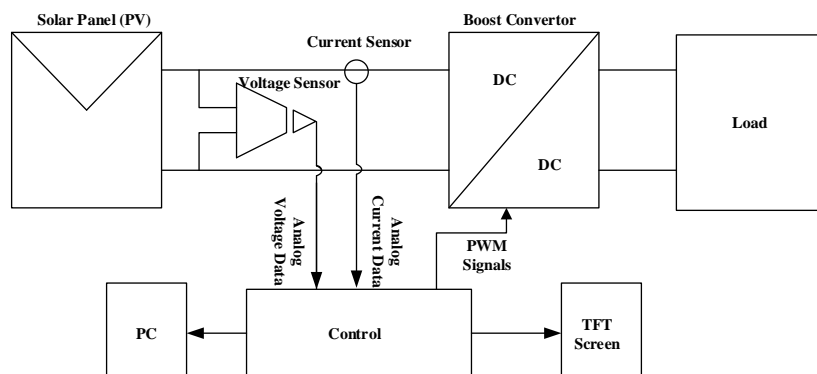 Solar Panel (PV)
Boost Convertor
Current Sensor
Voltage Sensor
DC
DC
Load
Analog
Voltage Data
Analog
Current Data
PWM
Signals
PC
Control
TFT
Screen